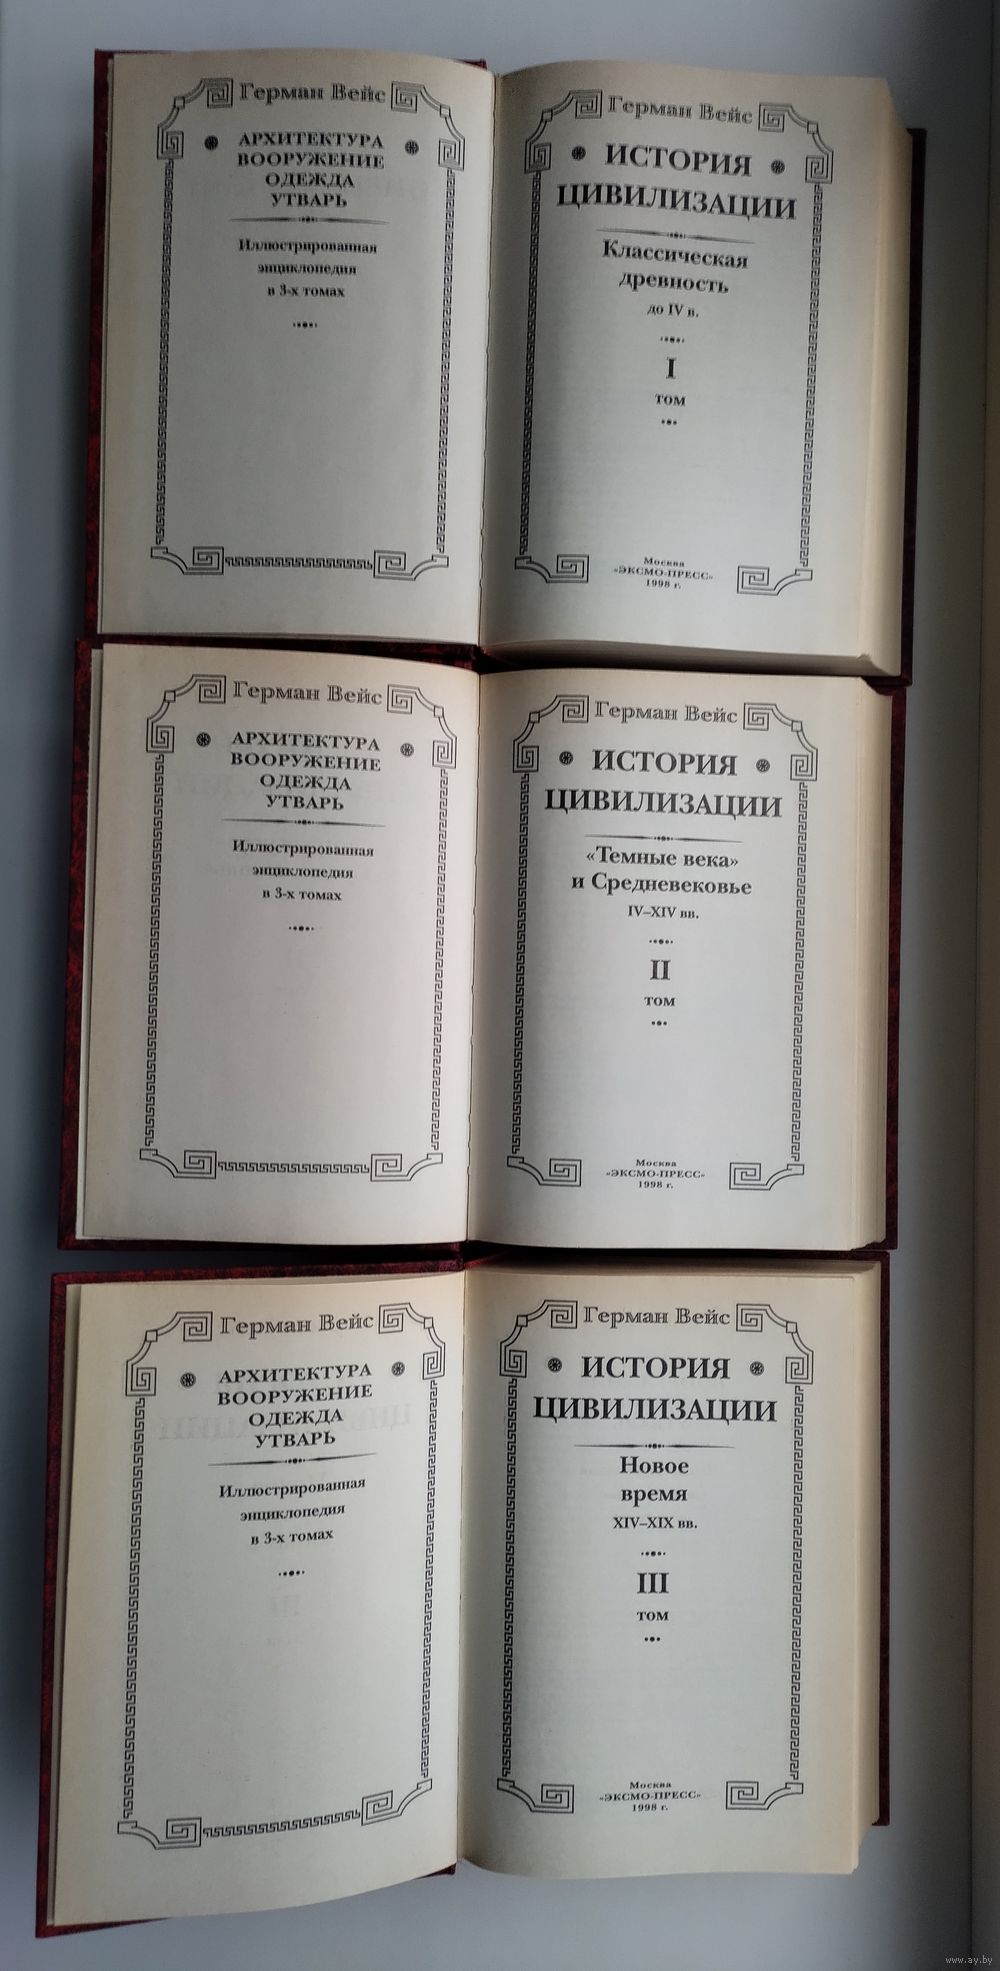 Герман Вейс
АРХИТЕКТУРА
ВООРУЖЕНИЕ
ОДЕЖДА
УТВАРЬ
Иллюстрированная
энциклопедия
в 3-х томах
Герман Вейс
ИСТОРИЯ
ЦИВИЛИЗАЦИИ
Классическая
древность
до IV в.
I
том
Москва
«ЭКСМО-ПРЕСС»
1998 г.
Герман Вейс
АРХИТЕКТУРА
ВООРУЖЕНИЕ
ОДЕЖДА
УТВАРЬ
Иллюстрированная
энциклопедия
в 3-х томах
Герман Вейс
ИСТОРИЯ
ЦИВИЛИЗАЦИИ
«Темные века»
и Средневековье
IV–XIV вв.
II
том
Москва
«ЭКСМО-ПРЕСС»
1998 г.
Герман Вейс
АРХИТЕКТУРА
ВООРУЖЕНИЕ
ОДЕЖДА
УТВАРЬ
Иллюстрированная
энциклопедия
в 3-х томах
Герман Вейс
ИСТОРИЯ
ЦИВИЛИЗАЦИИ
Новое
время
XIV–XIX вв.
III
том
Москва
«ЭКСМО-ПРЕСС»
1998 г.
www.ay.by